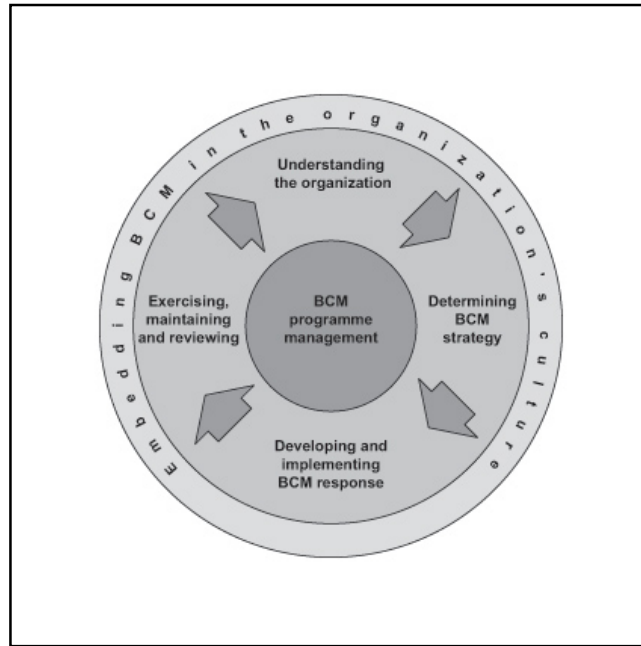 Embedding BCM in the organization's culture
Understanding
the organization
Exercising,
maintaining
and reviewing
BCM
programme
management
Determining
BCM
strategy
Developing and
implementing
BCM response